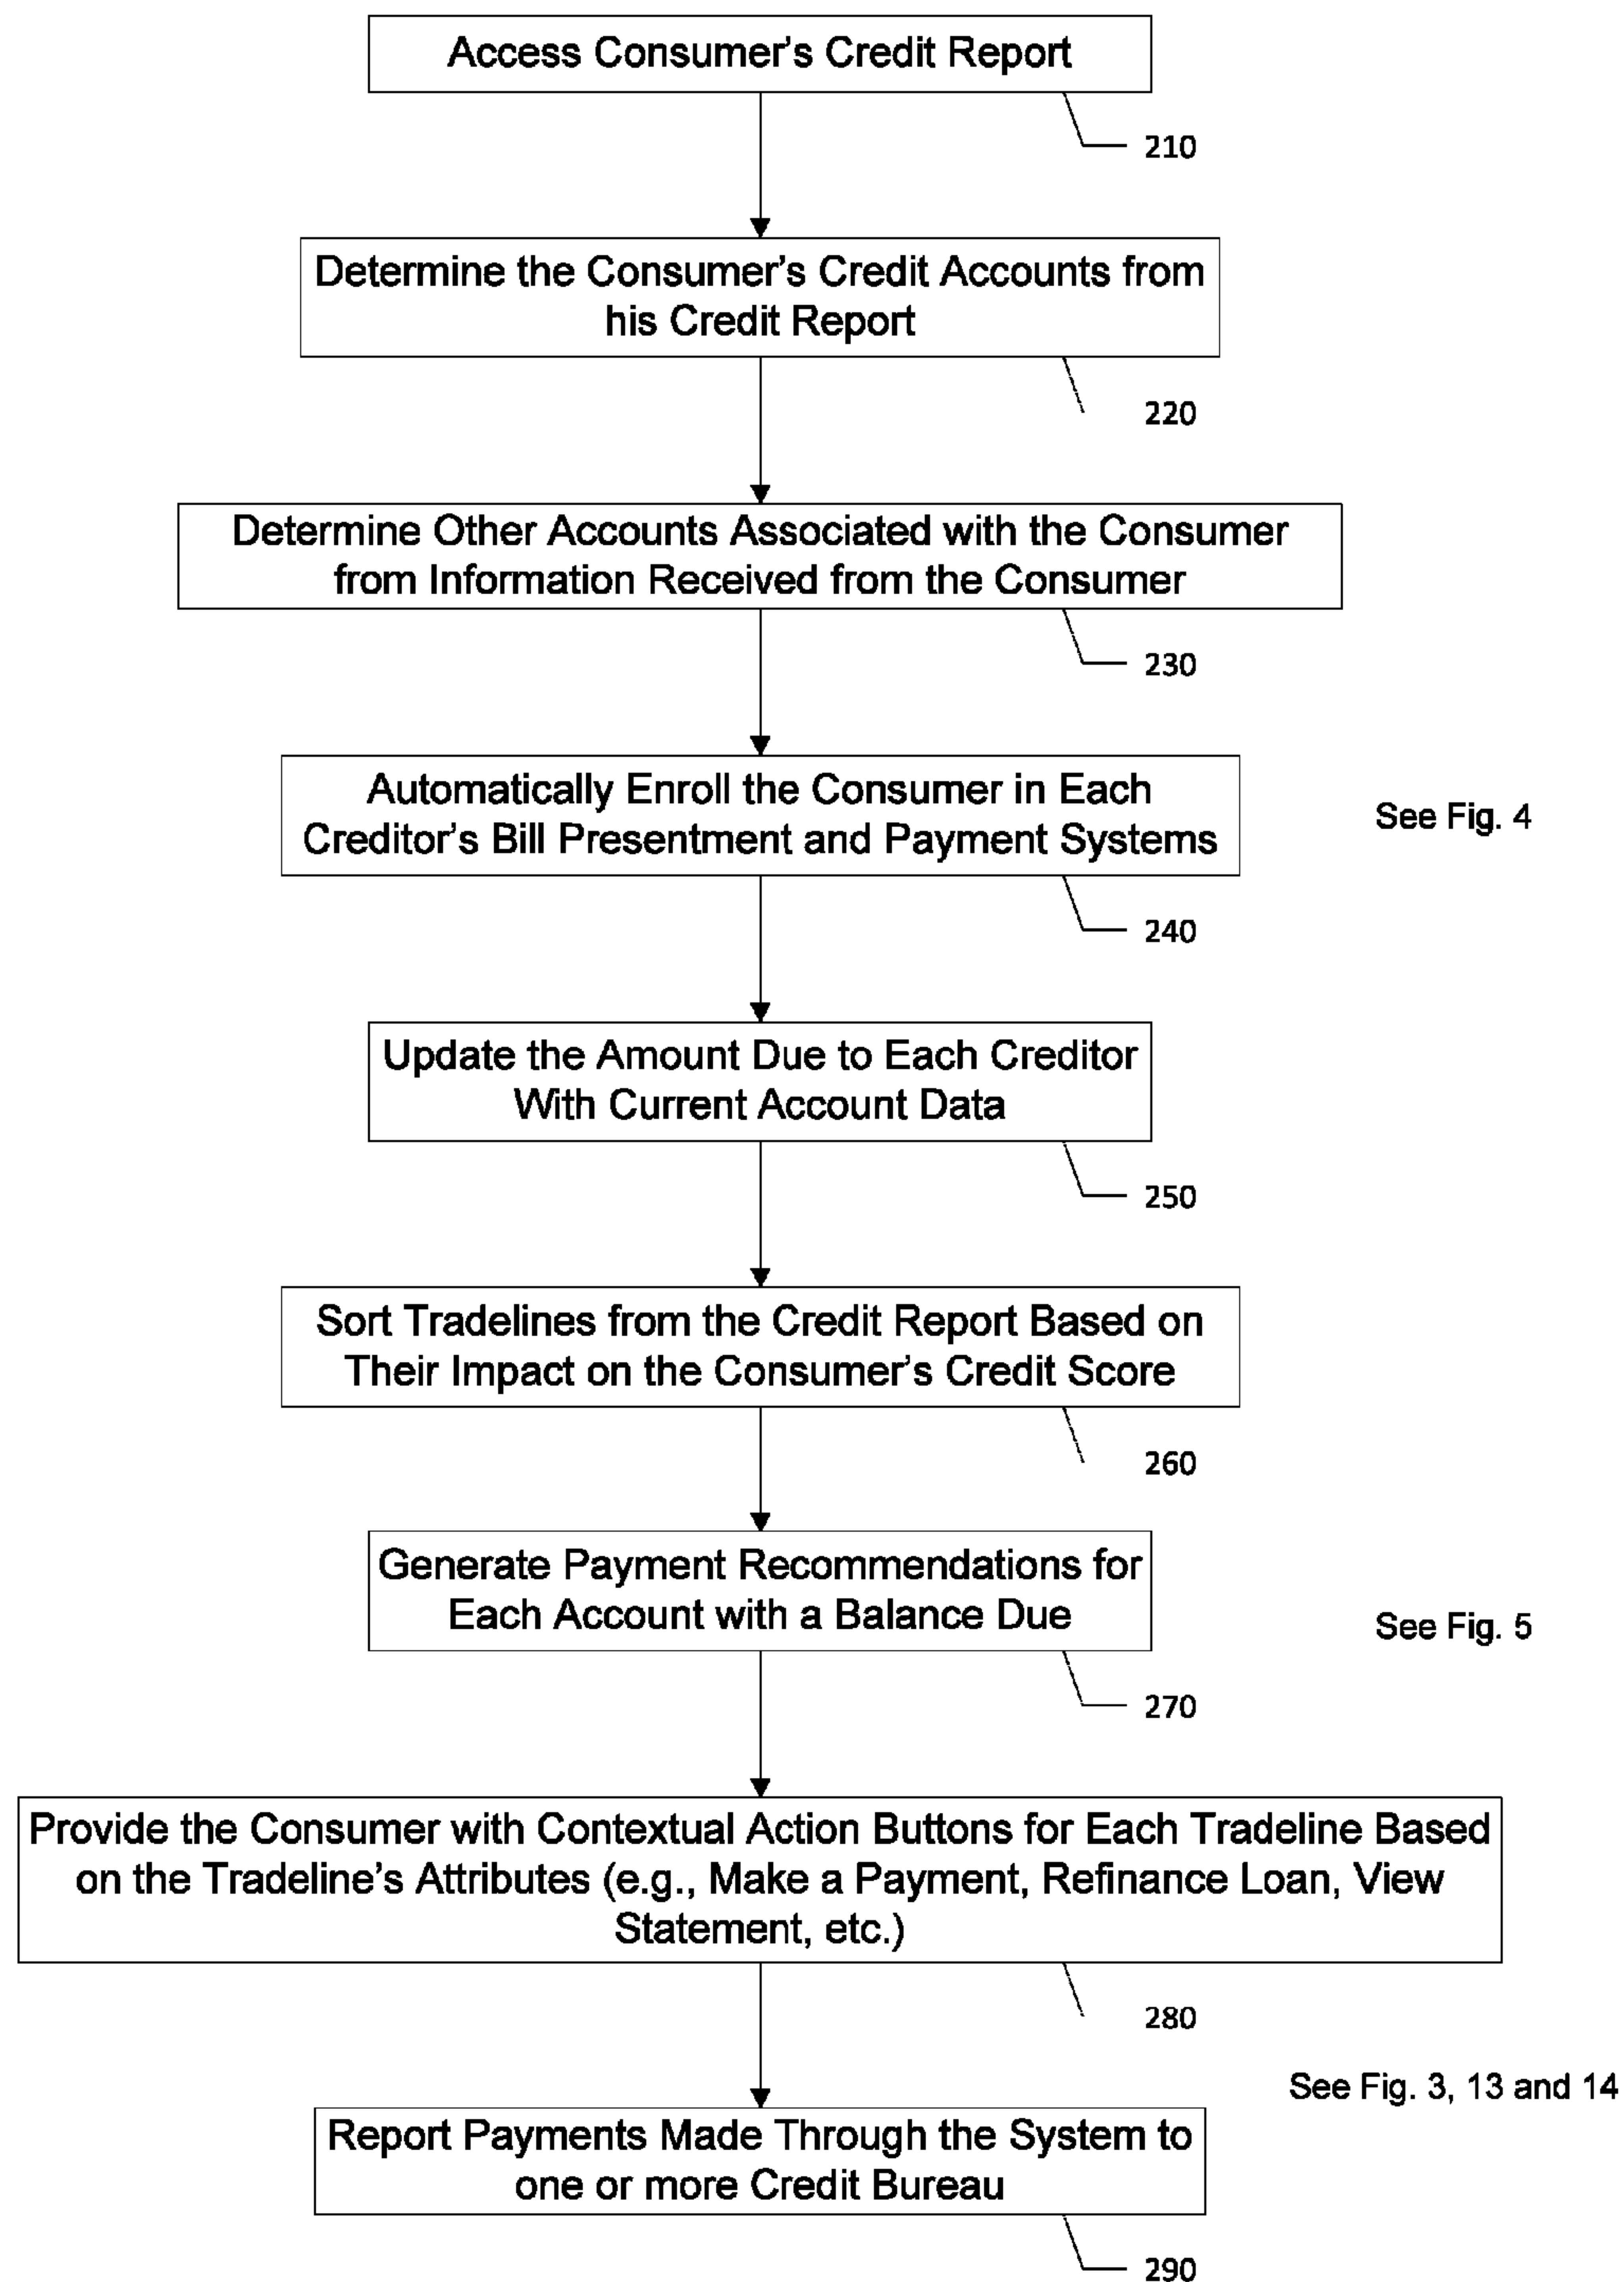 Access Consumer's Credit Report
210
Determine the Consumer's Credit Accounts from
his Credit Report
220
Determine Other Accounts Associated with the Consumer
from Information Received from the Consumer
230
Automatically Enroll the Consumer in Each
Creditor's Bill Presentment and Payment Systems
See Fig. 4
240
Update the Amount Due to Each Creditor
With Current Account Data
250
Sort Tradelines from the Credit Report Based on
Their Impact on the Consumer's Credit Score
260
Generate Payment Recommendations for
Each Account with a Balance Due
See Fig. 5
270
Provide the Consumer with Contextual Action Buttons for Each Tradeline Based
on the Tradeline's Attributes (e.g., Make a Payment, Refinance Loan, View
Statement, etc.)
280
See Fig. 3, 13 and 14
Report Payments Made Through the System to
one or more Credit Bureau
290